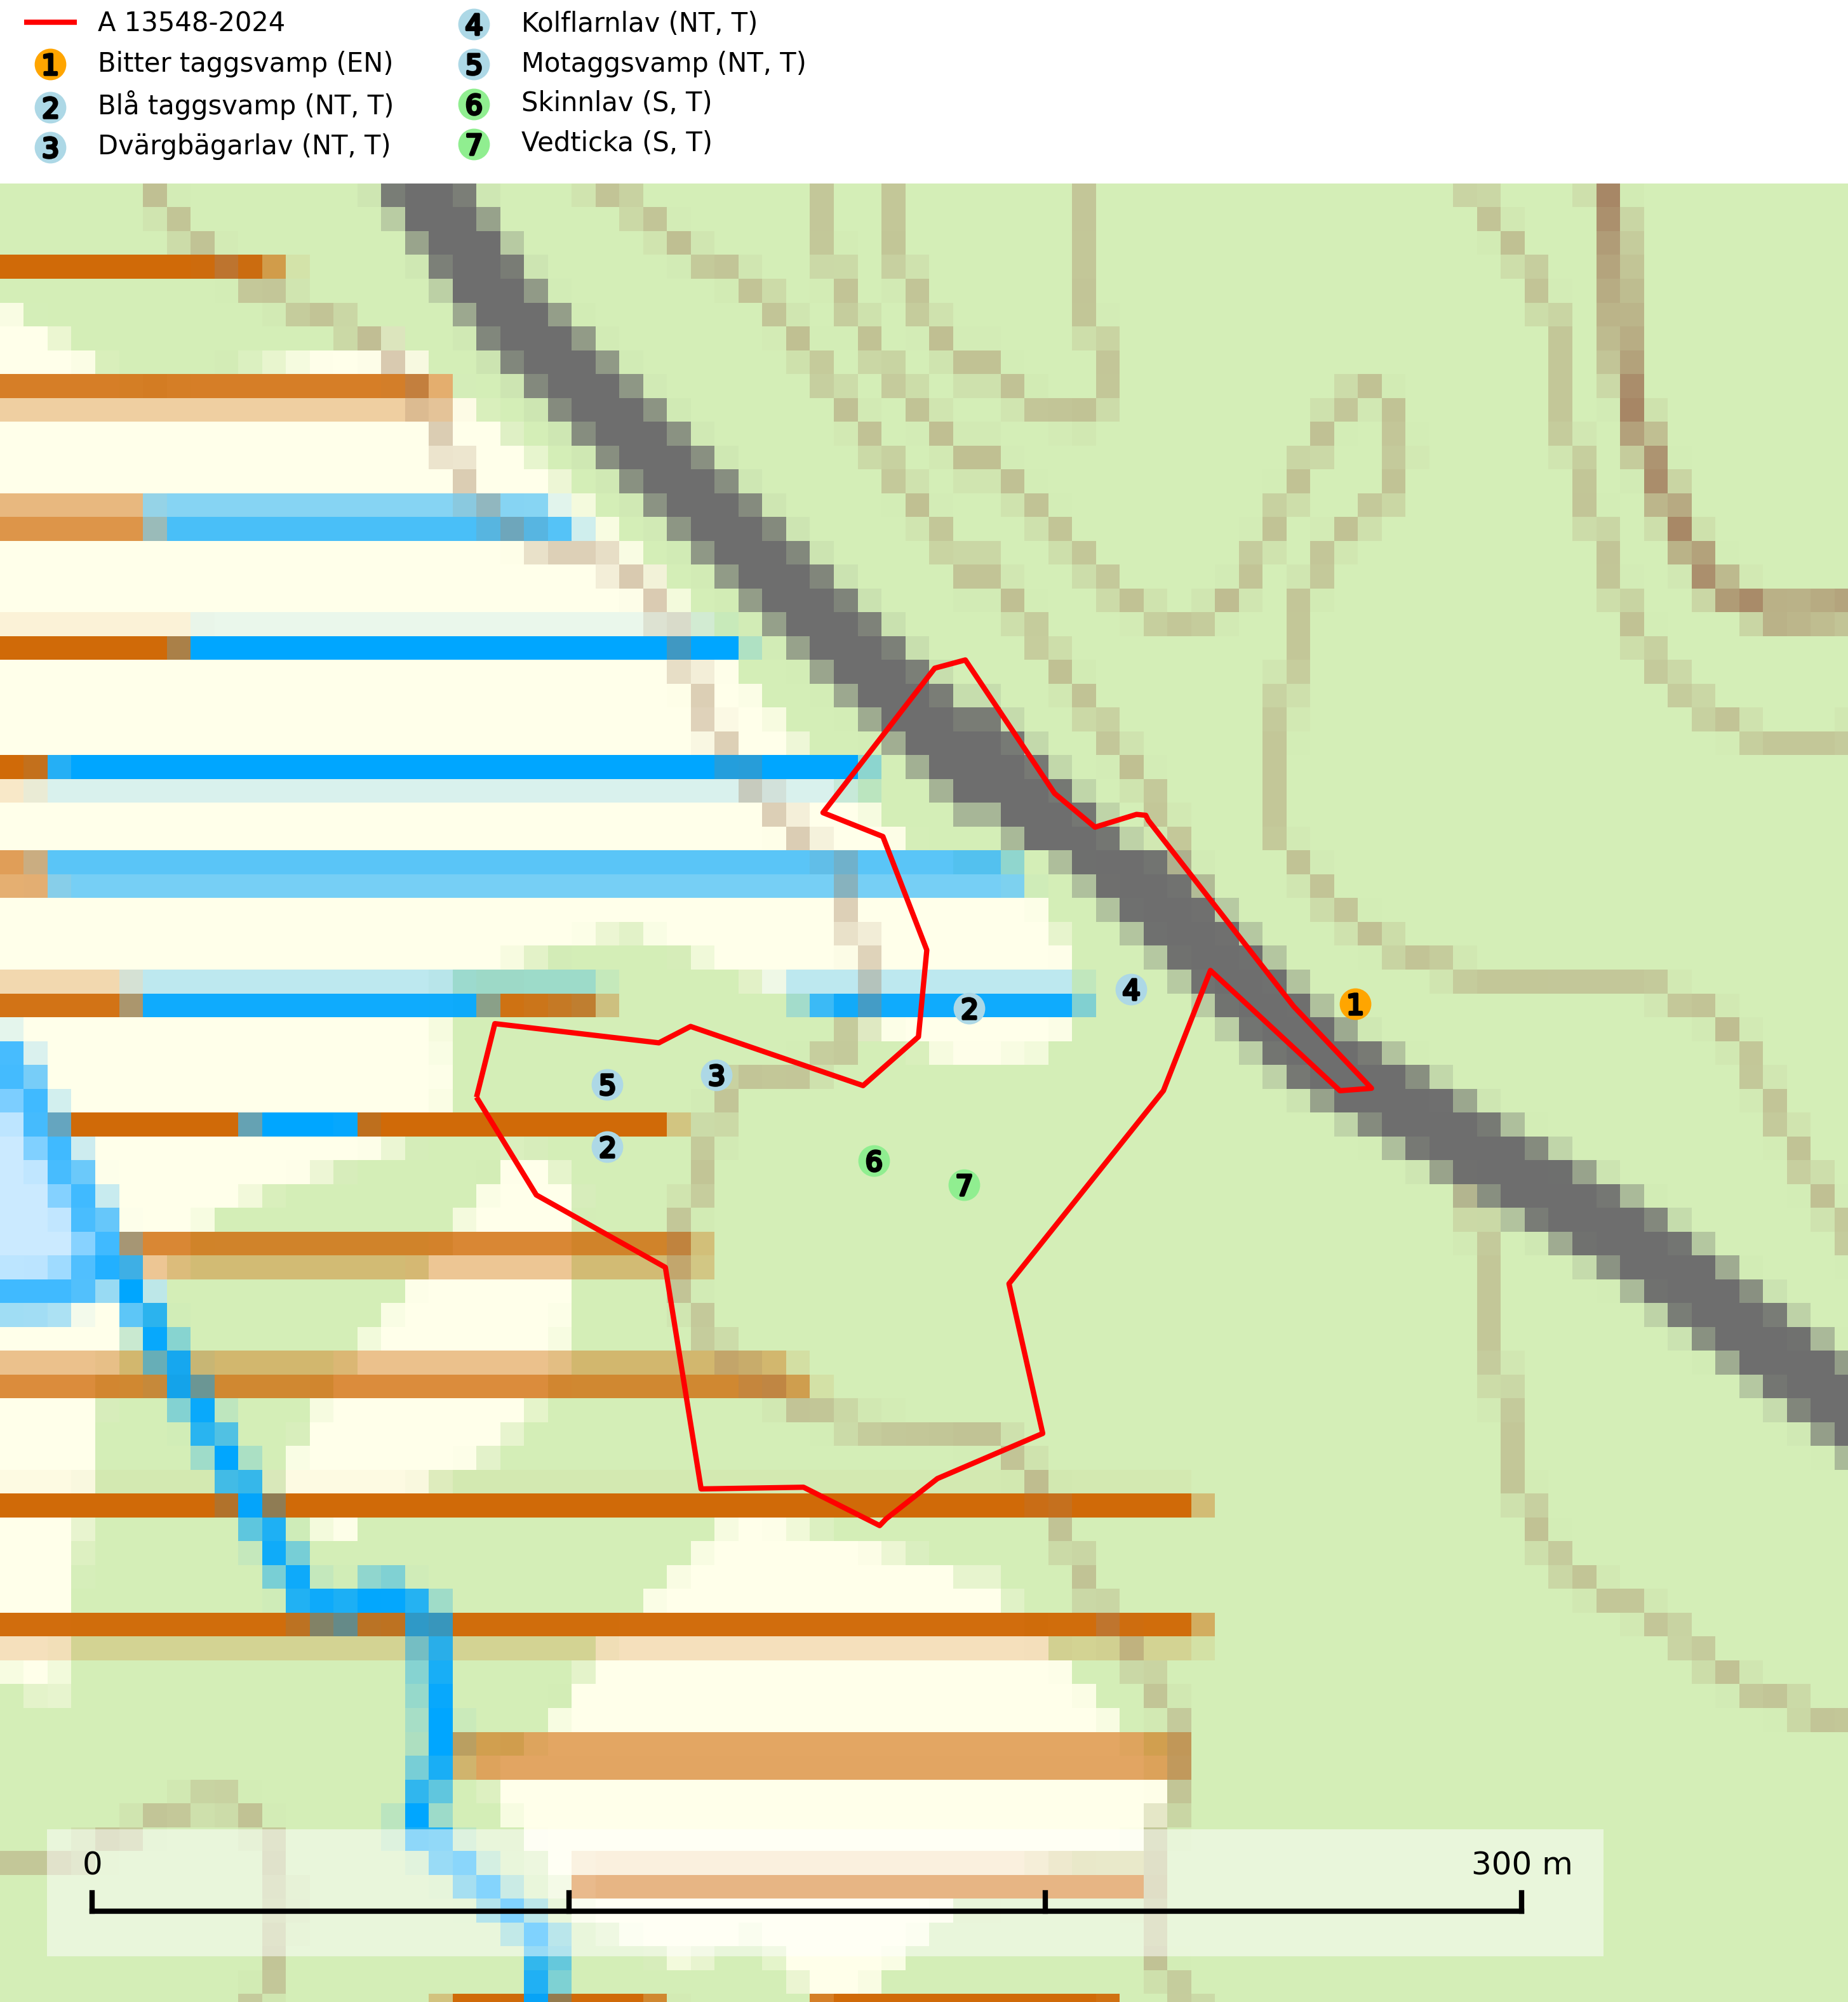 A 13548-2024
1 Bitter taggsvamp (EN)
2 Blå taggsvamp (NT, T)
3 Dvärgbägarlav (NT, T)
4 Kolflarnlav (NT, T)
5 Motaggsvamp (NT, T)
6 Skinnlav (S, T)
7 Vedticka (S, T)
4
2
1
3
5
2
6
7
0
300 m